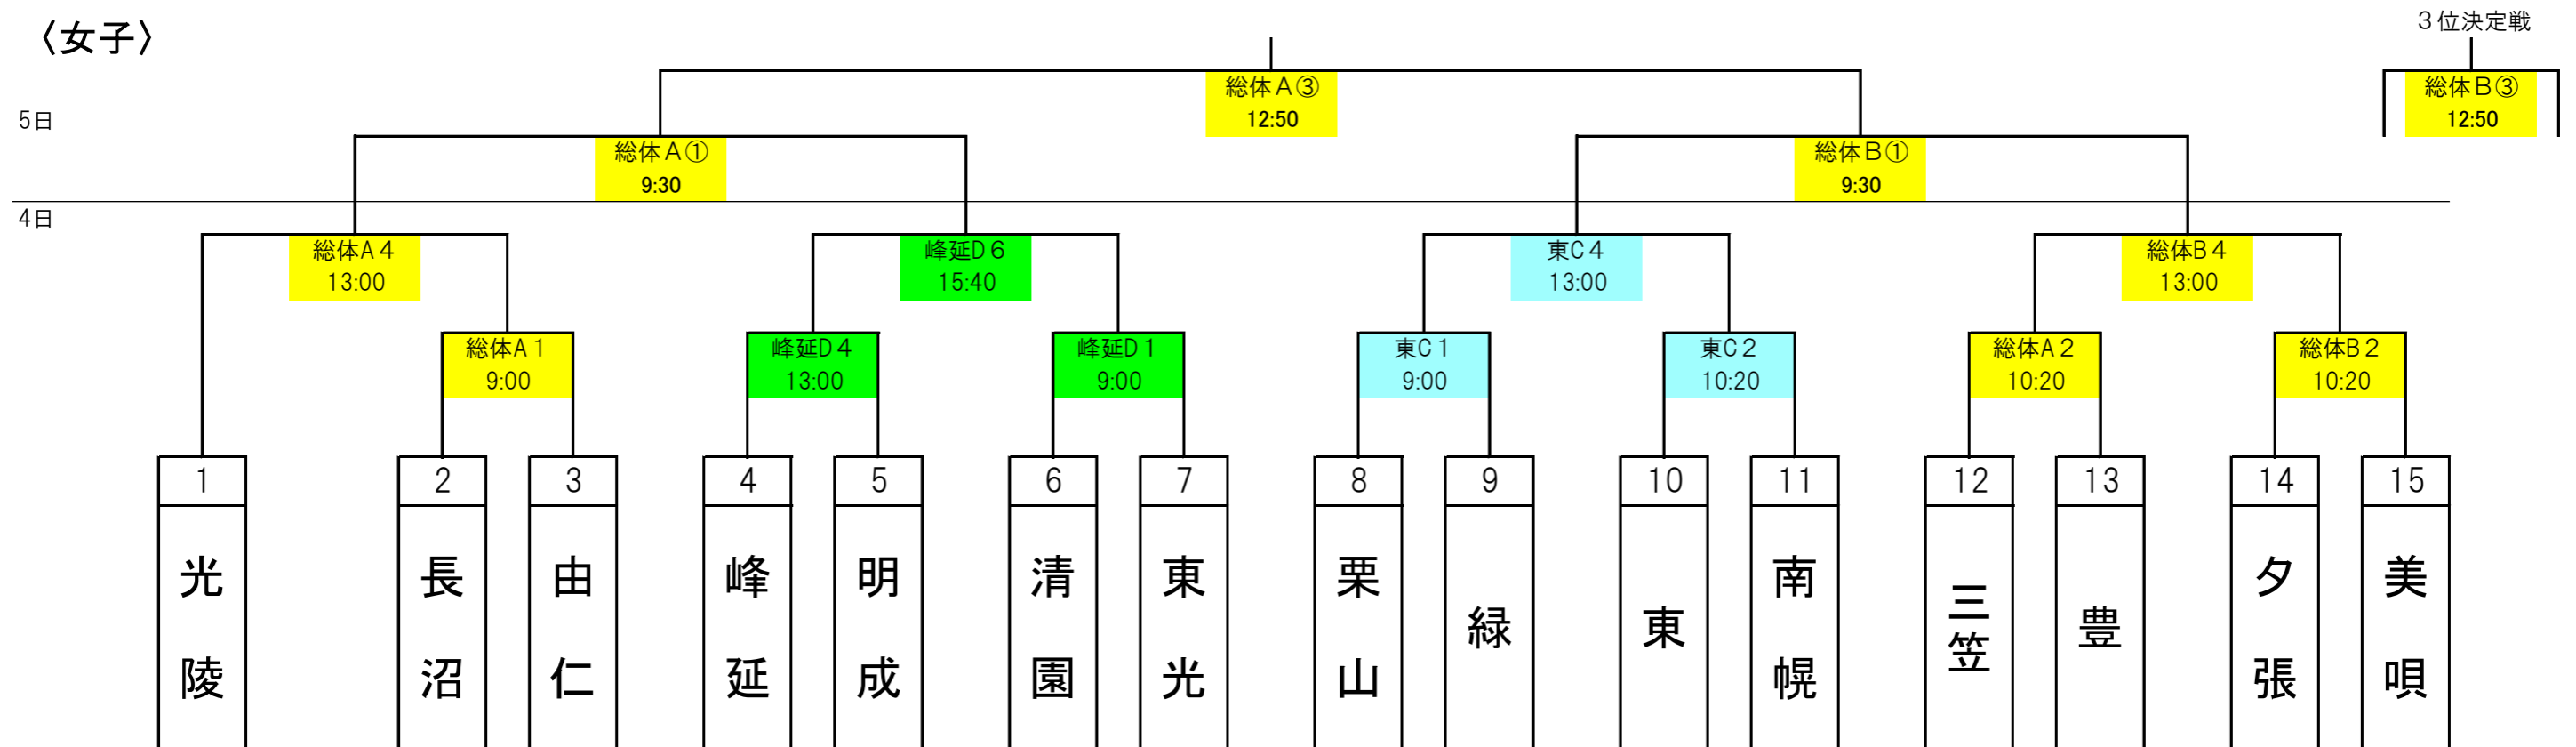 〈女子〉
３位決定戦
総体Ａ③
12:50
総体Ｂ③
12:50
5日
総体Ａ①
9:30
総体Ｂ①
9:30
4日
総体A４
13:00
峰延D６
15:40
東C４
13:00
総体B４
13:00
総体A１
9:00
峰延D４
13:00
峰延D１
9:00
東C１
9:00
東C２
10:20
総体A２
10:20
総体B２
10:20
1
2
3
4
5
6
7
8
9
10
11
12
13
14
15
光陵
長沼
由仁
峰延
明成
清園
東光
栗山
緑
東
南幌
三笠
豊
夕張
美唄